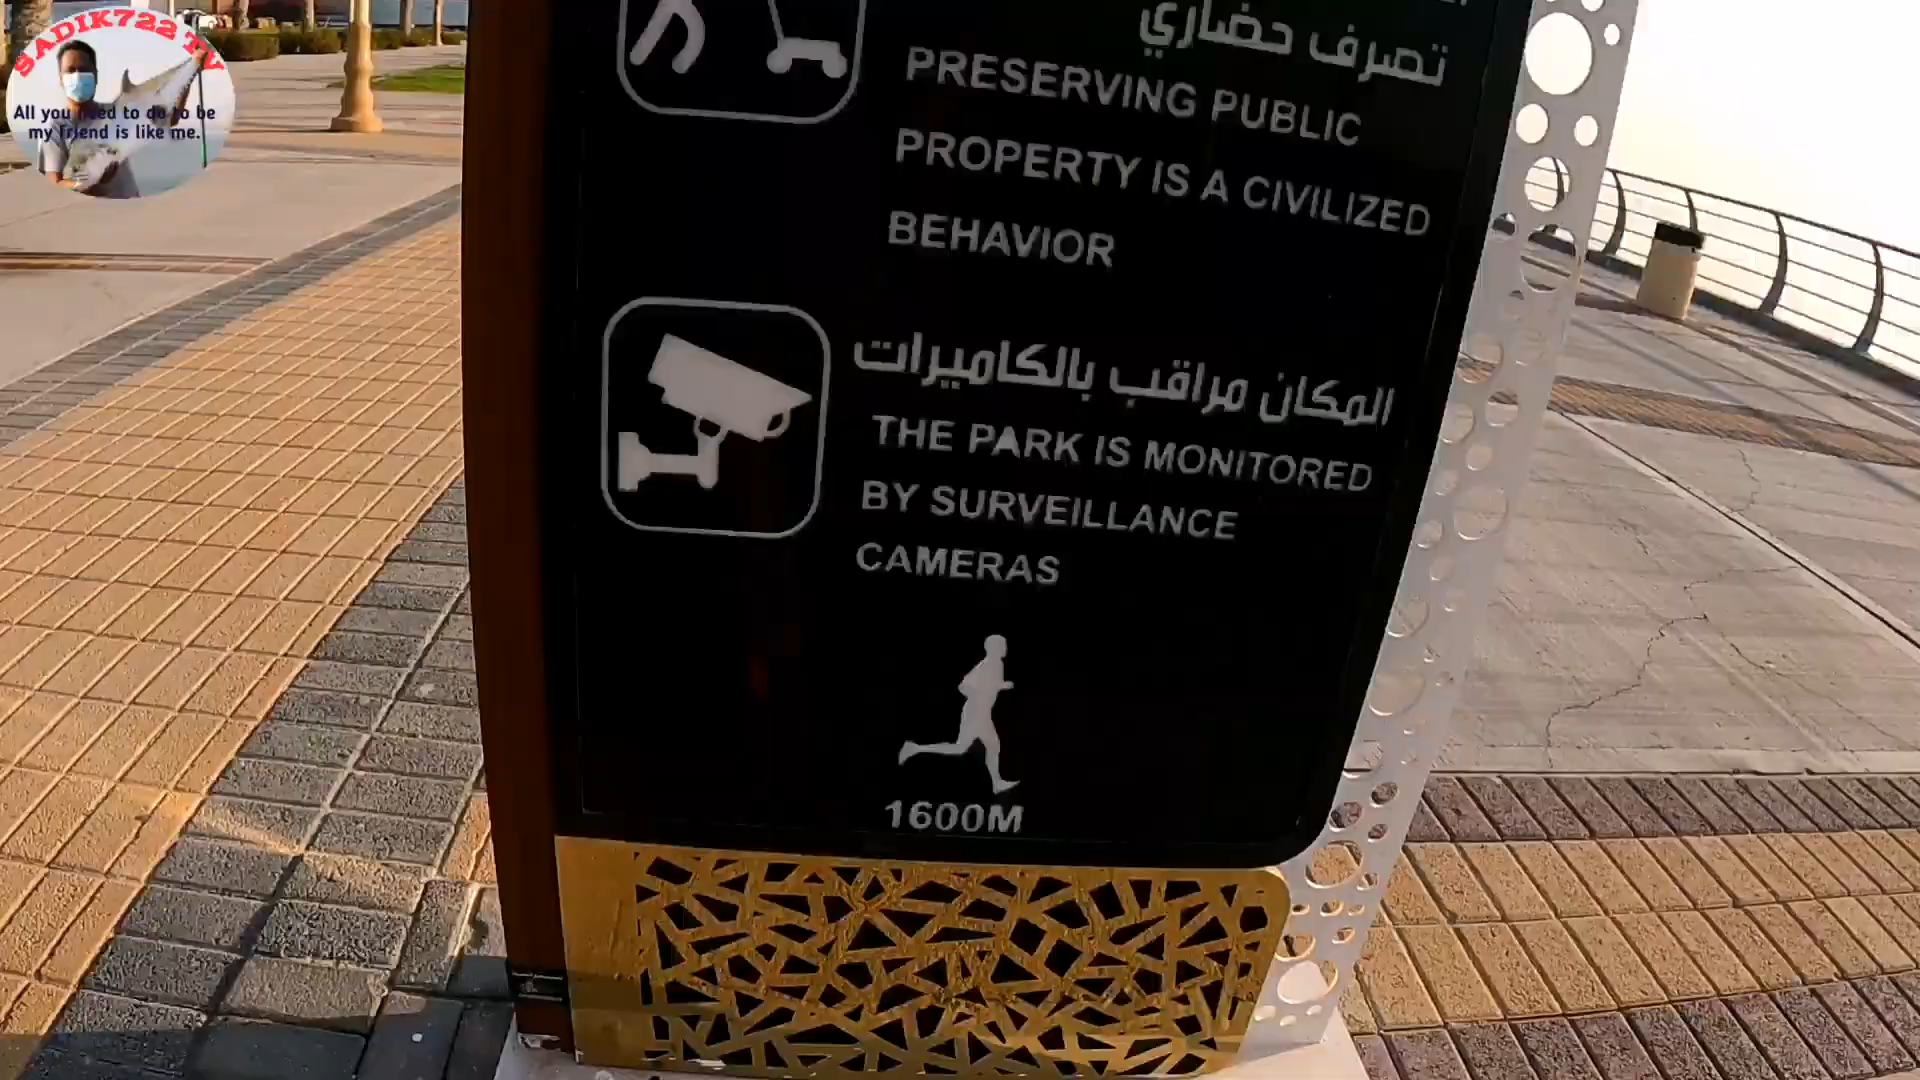 SADIK722 TV
All you need to do to be
my friend is like me.
تصرف حضاري
PRESERVING PUBLIC
PROPERTY IS A CIVILIZED
BEHAVIOR
المكان مراقب بالكاميرات
THE PARK IS MONITORED
BY SURVEILLANCE
CAMERAS
1600M